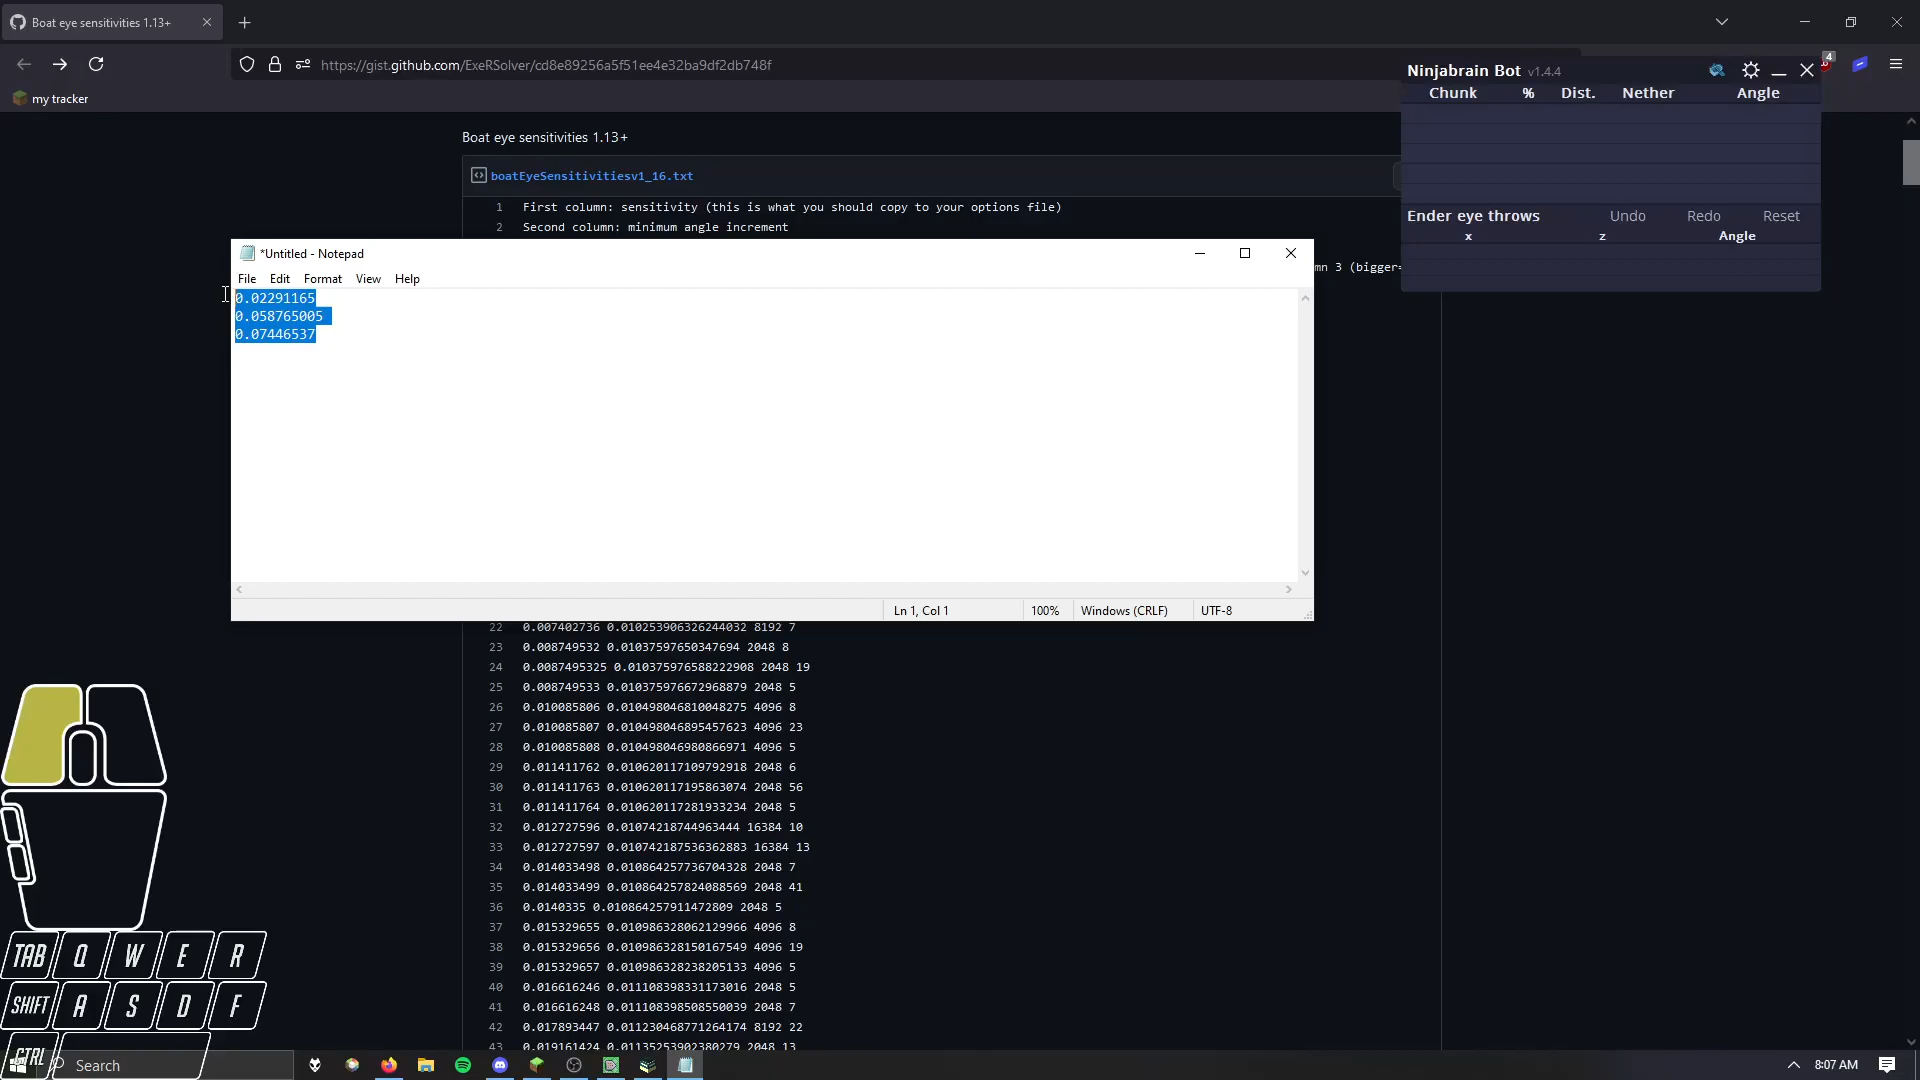 Boat eye sensitivities 1.13+
https://gist.github.com/ExeRSolver/cd8e89256a5f51ee4e32ba9df2db748f
4
my tracker
Ninjabrain Bot v1.4.4
Chunk % Dist. Nether Angle
Ender eye throws Undo Redo Reset
x z Angle
Boat eye sensitivities 1.13+
boatEyeSensitivitiesv1_16.txt
1 First column: sensitivity (this is what you should copy to your options file)
2 Second column: minimum angle increment
mn 3 (bigger=
*Untitled - Notepad
File Edit Format View Help
0.02291165
0.058765005
0.07446537
Ln 1, Col 1 100% Windows (CRLF) UTF-8
22 0.007402736 0.010253906326244032 8192 7
23 0.008749532 0.01037597650347694 2048 8
24 0.0087495325 0.010375976588222908 2048 19
25 0.008749533 0.010375976672968879 2048 5
26 0.010085806 0.010498046810048275 4096 8
27 0.010085807 0.010498046895457623 4096 23
28 0.010085808 0.010498046980866971 4096 5
29 0.011411762 0.010620117109792918 2048 6
30 0.011411763 0.010620117195863074 2048 56
31 0.011411764 0.010620117281933234 2048 5
32 0.012727596 0.01074218744963444 16384 10
33 0.012727597 0.010742187536362883 16384 13
34 0.014033498 0.010864257736704328 2048 7
35 0.014033499 0.010864257824088569 2048 41
36 0.0140335 0.010864257911472809 2048 5
37 0.015329655 0.010986328062129966 4096 8
38 0.015329656 0.010986328150167549 4096 19
39 0.015329657 0.010986328238205133 4096 5
40 0.016616246 0.011108398331173016 2048 5
41 0.016616248 0.011108398508550039 2048 7
42 0.017893447 0.011230468771264174 8192 22
43 0.019161424 0.01135253902380279 2048 13
TAB Q W E R
SHIFT A S D F
CTRL
Search
8:07 AM